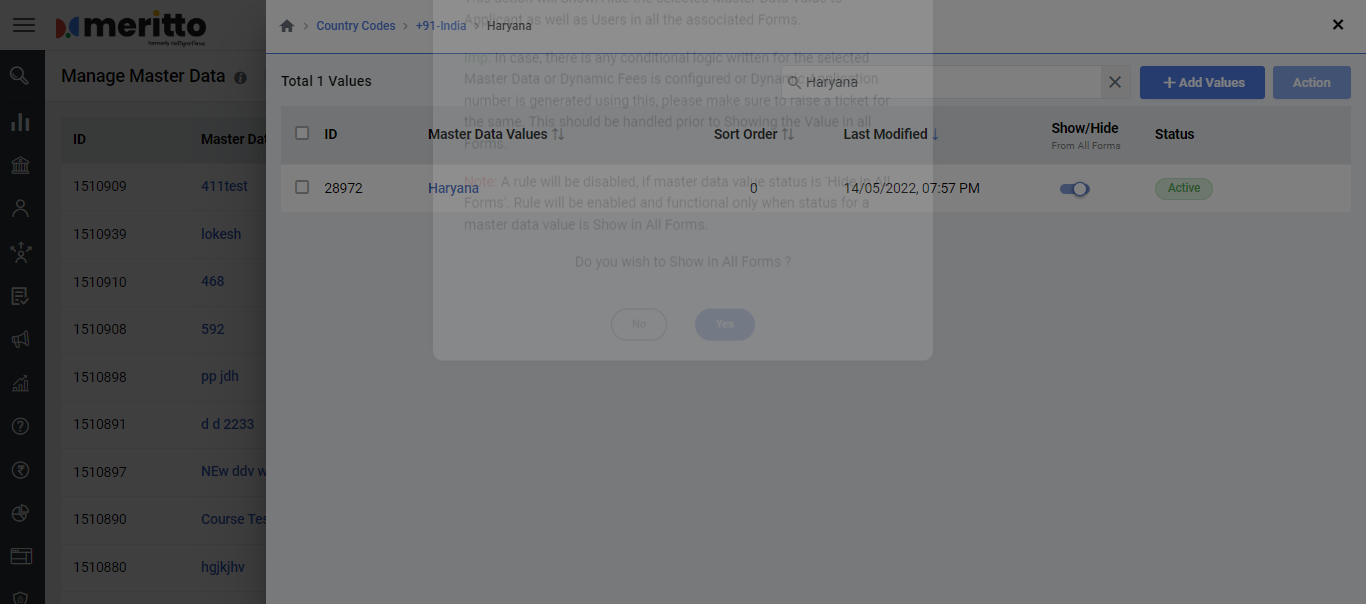 meritto
formerly NoPaperForms
Manage Master Data
ID
Master Dat
1510909
411test
1510939
lokesh
1510910
468
1510908
592
1510898
pp jdh
1510891
d d 2233
1510897
NEw ddv w
1510890
Course Tes
1510880
hgjkjhv
Country Codes > +91-India > Haryana
Total 1 Values
Haryana
+ Add Values
Action
ID
Master Data Values
Sort Order
Last Modified
Show/Hide
From All Forms
Status
28972
Haryana
0
14/05/2022, 07:57 PM
Active
This action will Show/Hide the selected Master Data Value to
Applicant as well as Users in all the associated Forms.
Imp: In case, there is any conditional logic written for the selected
Master Data or Dynamic Fees is configured or Dynamic Application
number is generated using this, please make sure to raise a ticket for
the same. This should be handled prior to Showing the Value in all
Forms.
Note: A rule will be disabled, if master data value status is 'Hide in All
Forms'. Rule will be enabled and functional only when status for a
master data value is Show in All Forms.
Do you wish to Show in All Forms ?
No
Yes